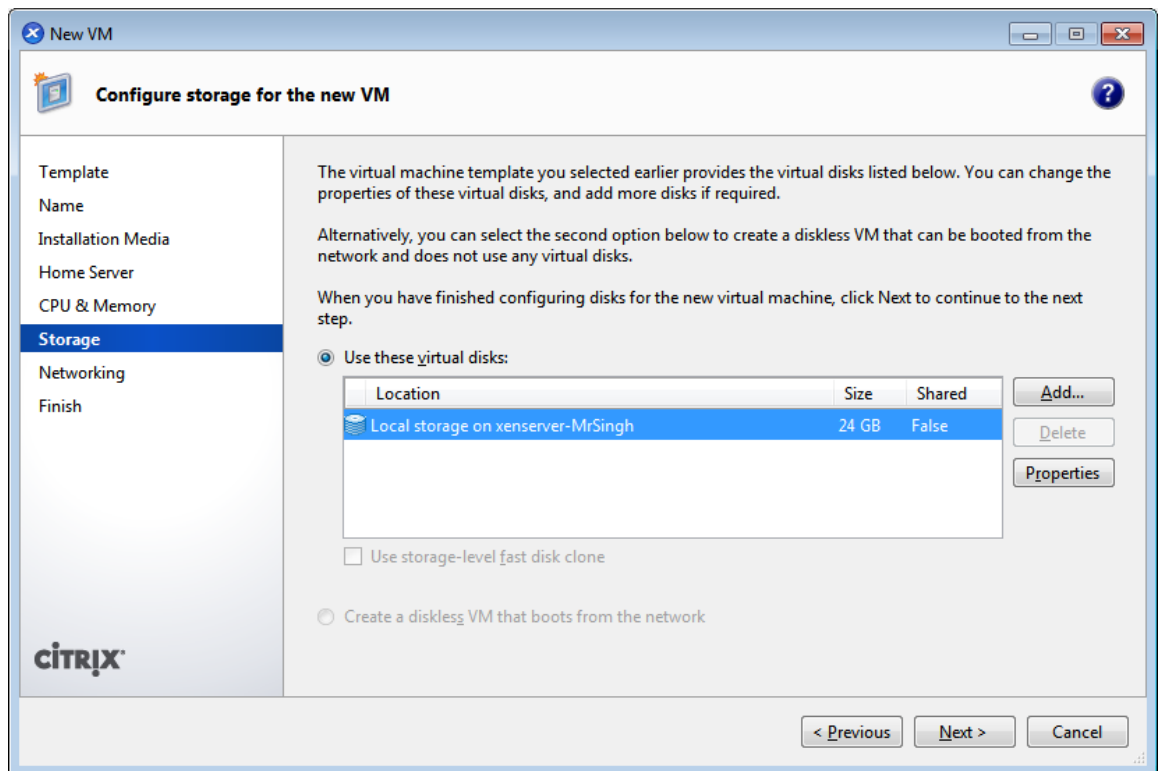 New VM
Configure storage for the new VM
?
Template
Name
Installation Media
Home Server
CPU & Memory
Storage
Networking
Finish
CITRIX
The virtual machine template you selected earlier provides the virtual disks listed below. You can change the
properties of these virtual disks, and add more disks if required.
Alternatively, you can select the second option below to create a diskless VM that can be booted from the
network and does not use any virtual disks.
When you have finished configuring disks for the new virtual machine, click Next to continue to the next
step.
Use these virtual disks:
Location Size Shared
Local storage on xenserver-MrSingh 24 GB False
Add...
Delete
Properties
Use storage-level fast disk clone
Create a diskless VM that boots from the network
< Previous Next > Cancel